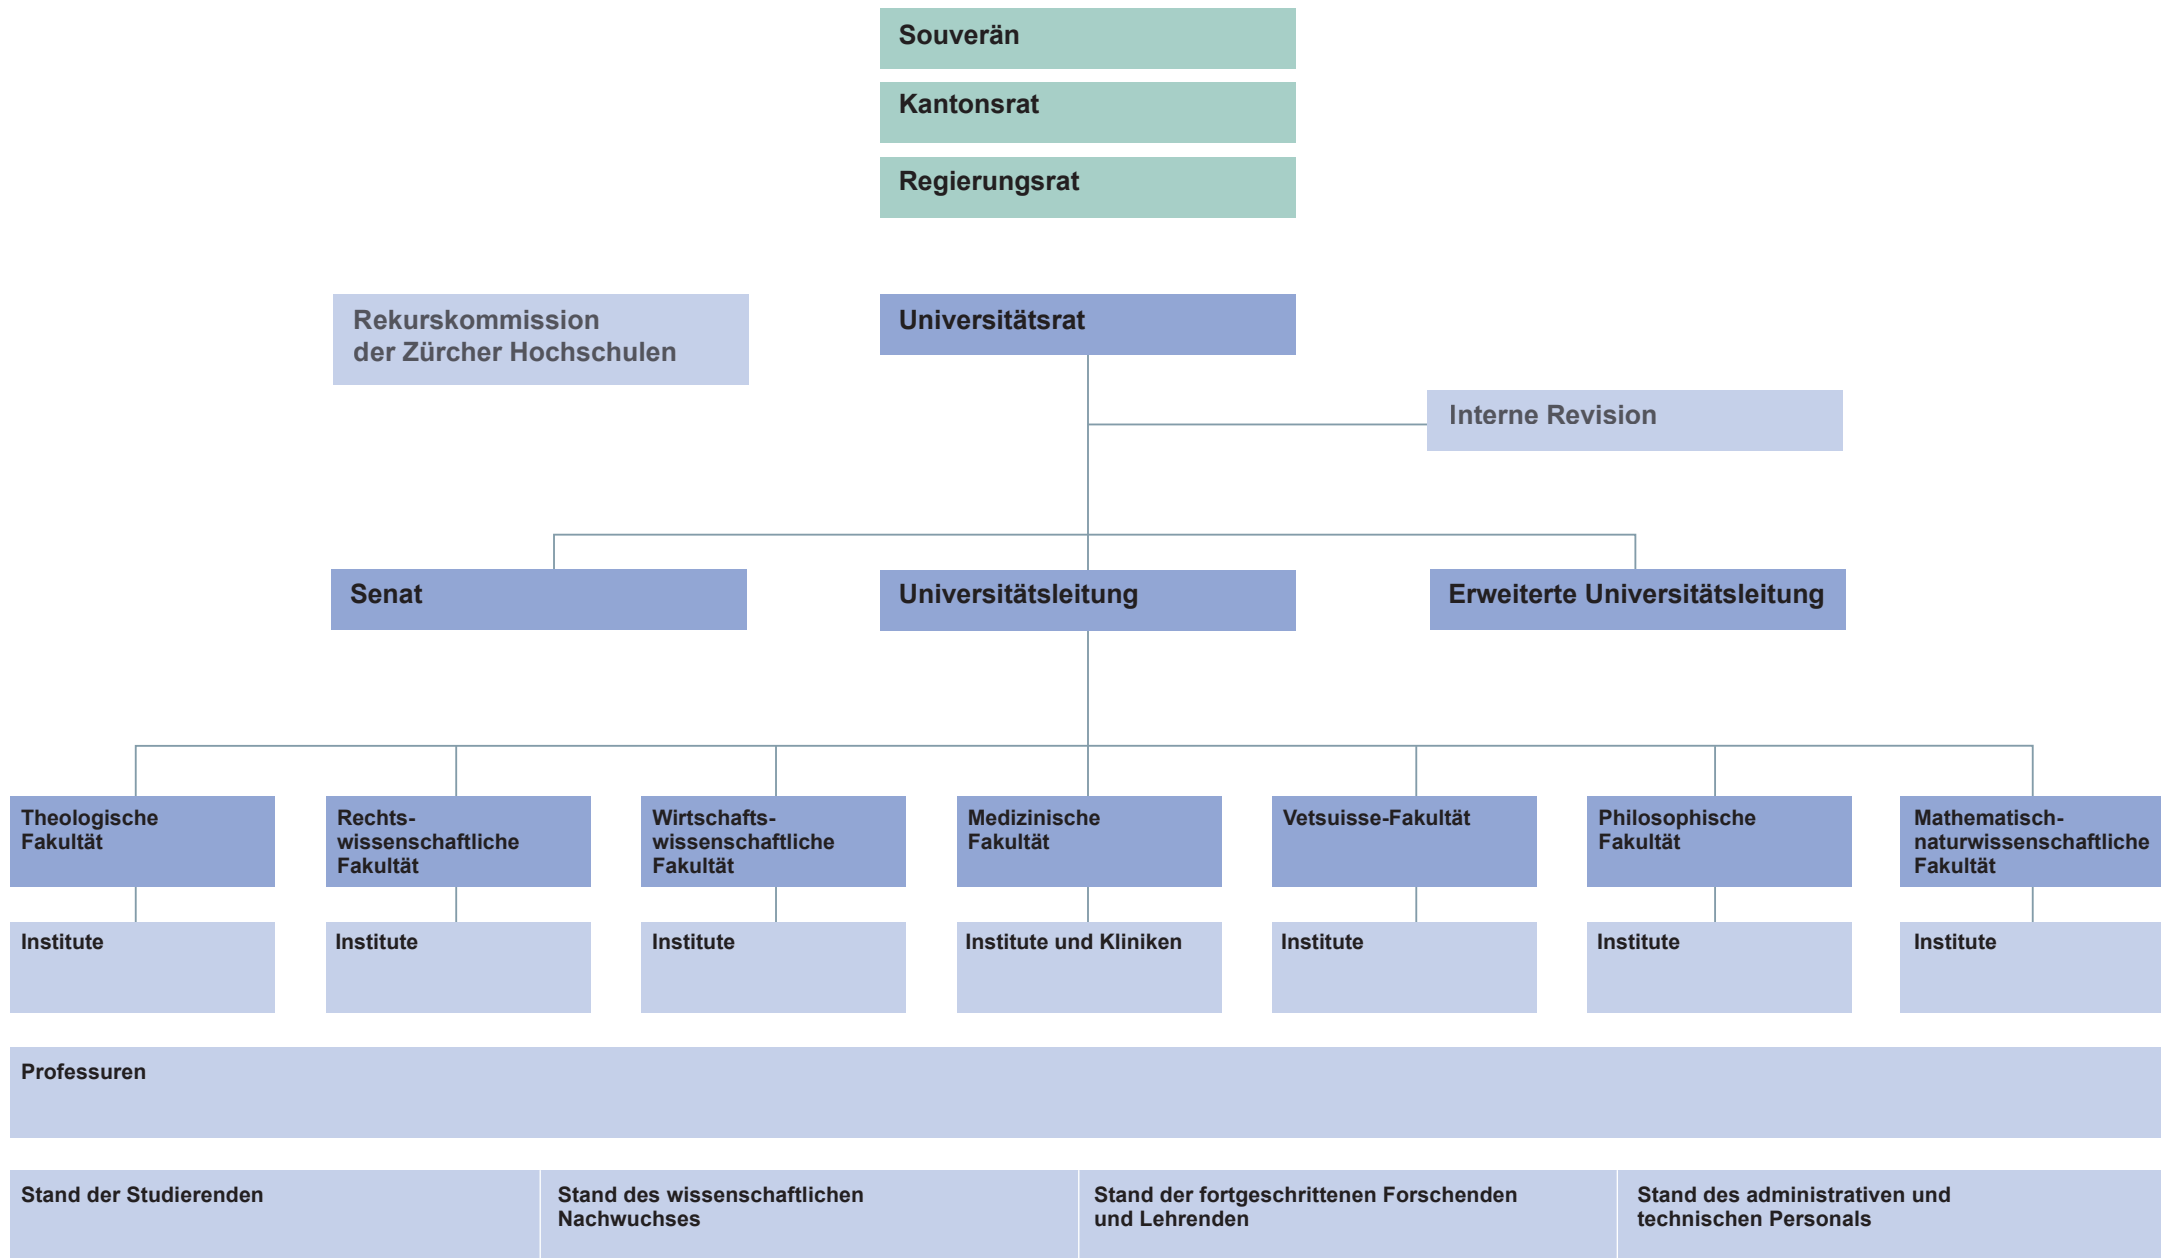 Souverän
Kantonsrat
Regierungsrat
Rekurskommission
der Zürcher Hochschulen
Universitätsrat
Interne Revision
Senat
Universitätsleitung
Erweiterte Universitätsleitung
Theologische
Fakultät
Rechts-
wissenschaftliche
Fakultät
Wirtschafts-
wissenschaftliche
Fakultät
Medizinische
Fakultät
Vetsuisse-Fakultät
Philosophische
Fakultät
Mathematisch-
naturwissenschaftliche
Fakultät
Institute
Institute
Institute
Institute und Kliniken
Institute
Institute
Institute
Professuren
Stand der Studierenden
Stand des wissenschaftlichen
Nachwuchses
Stand der fortgeschrittenen Forschenden
und Lehrenden
Stand des administrativen und
technischen Personals